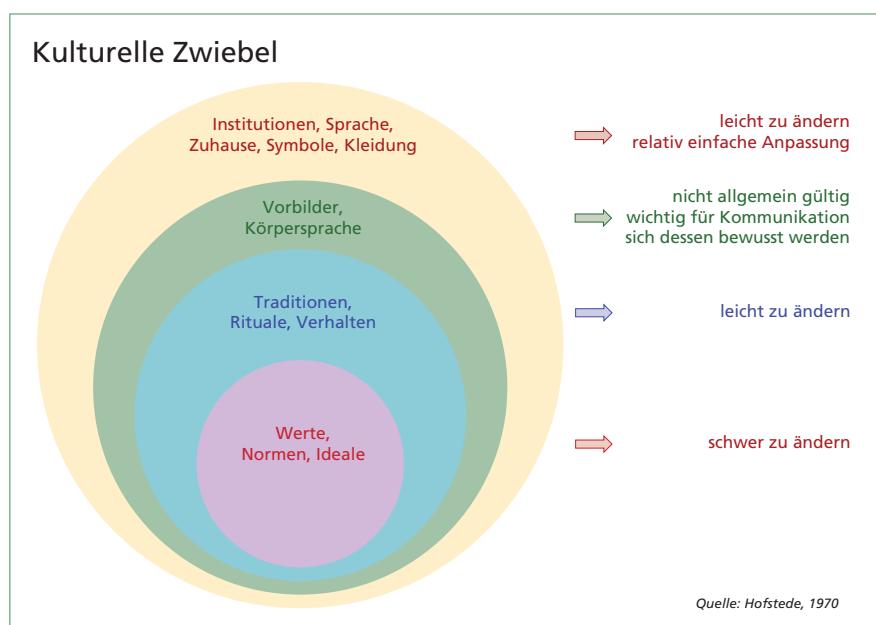 Kulturelle Zwiebel
Institutionen, Sprache,
Zuhause, Symbole, Kleidung
leicht zu ändern
relativ einfache Anpassung
Vorbilder,
Körpersprache
nicht allgemein gültig
wichtig für Kommunikation
sich dessen bewusst werden
Traditionen,
Rituale, Verhalten
leicht zu ändern
Werte,
Normen, Ideale
schwer zu ändern
Quelle: Hofstede, 1970